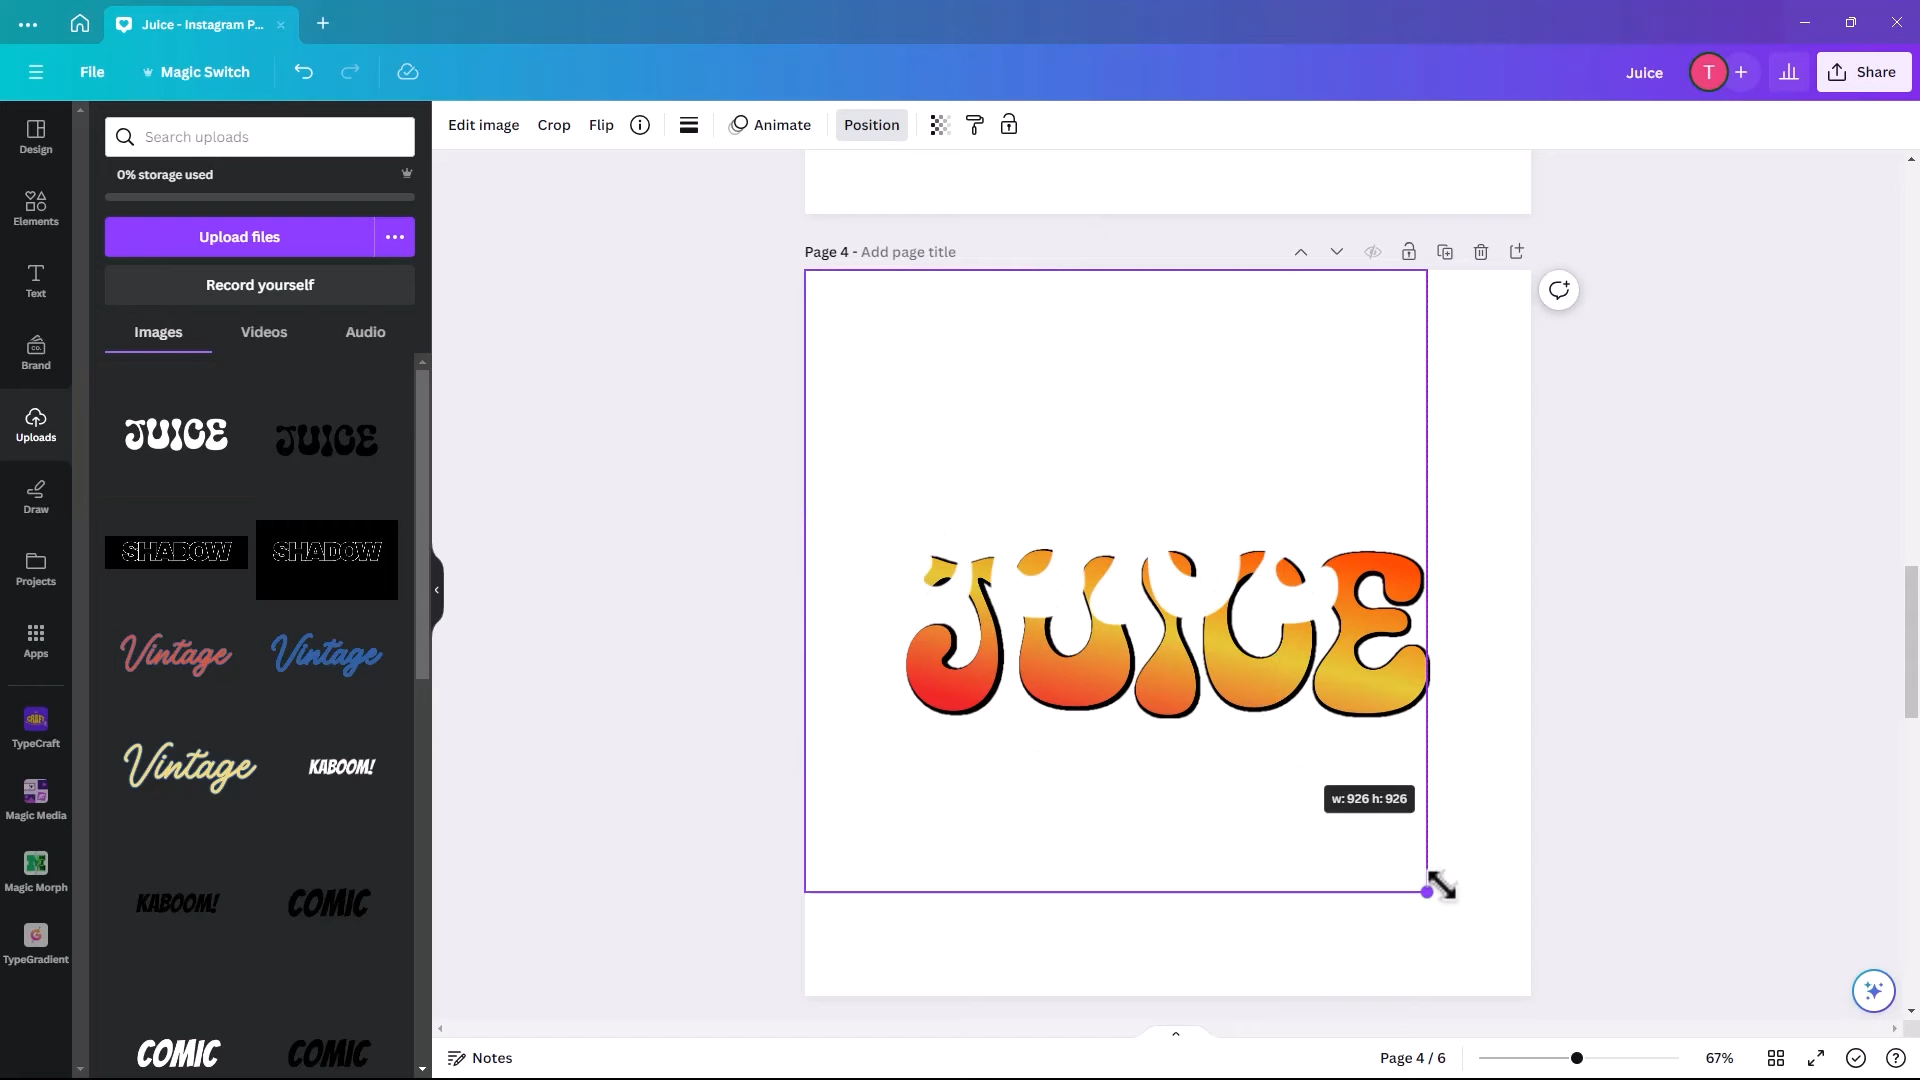 Juice - Instagram P...
File
Magic Switch
Juice
T
Share
Design
Elements
Text
Brand
Uploads
Draw
Projects
Apps
TypeCraft
Magic Media
Magic Morph
TypeGradient
Search uploads
0% storage used
Upload files
Record yourself
Images
Videos
Audio
JUICE
JUICE
SHADOW
SHADOW
Vintage
Vintage
Vintage
KABOOM!
KABOOM!
COMIC
COMIC
COMIC
Edit image
Crop
Flip
Animate
Position
Page 4 - Add page title
JUICE
w: 926 h: 926
Notes
Page 4 / 6
67%